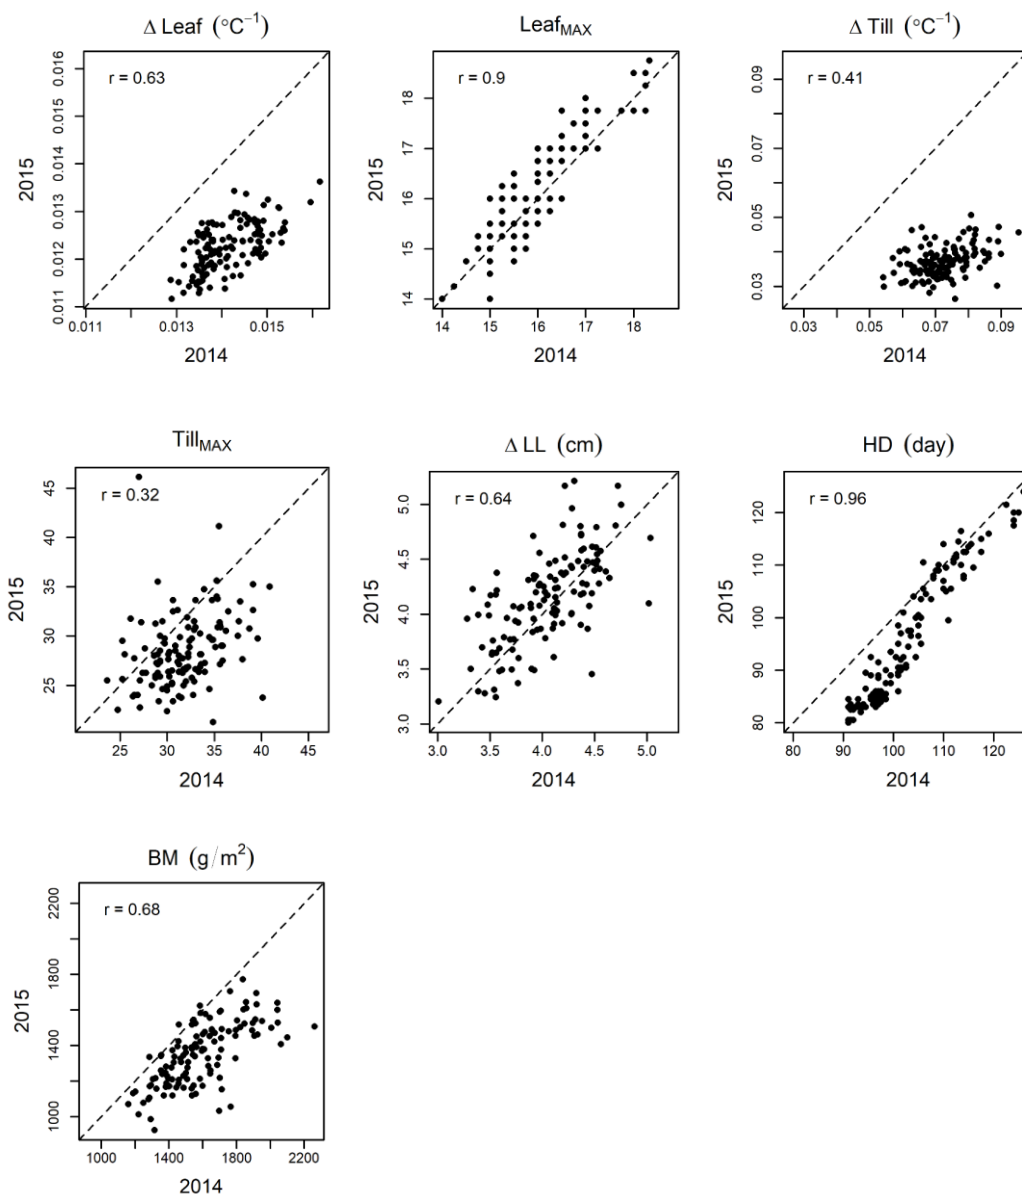 Δ Leaf (°C⁻¹)
r = 0.63
0.016
0.015
0.014
0.013
0.012
0.011
2015
0.011 0.013 0.015
2014
Leaf_MAX
r = 0.9
18
17
16
15
14
2015
14 15 16 17 18
2014
Δ Till (°C⁻¹)
r = 0.41
0.09
0.07
0.05
0.03
2015
0.03 0.05 0.07 0.09
2014
Till_MAX
r = 0.32
45
40
35
30
25
2015
25 30 35 40 45
2014
Δ LL (cm)
r = 0.64
5.0
4.5
4.0
3.5
3.0
2015
3.0 3.5 4.0 4.5 5.0
2014
HD (day)
r = 0.96
120
110
100
90
80
2015
80 90 100 110 120
2014
BM (g/m²)
r = 0.68
2200
1800
1400
1000
2015
1000 1400 1800 2200
2014